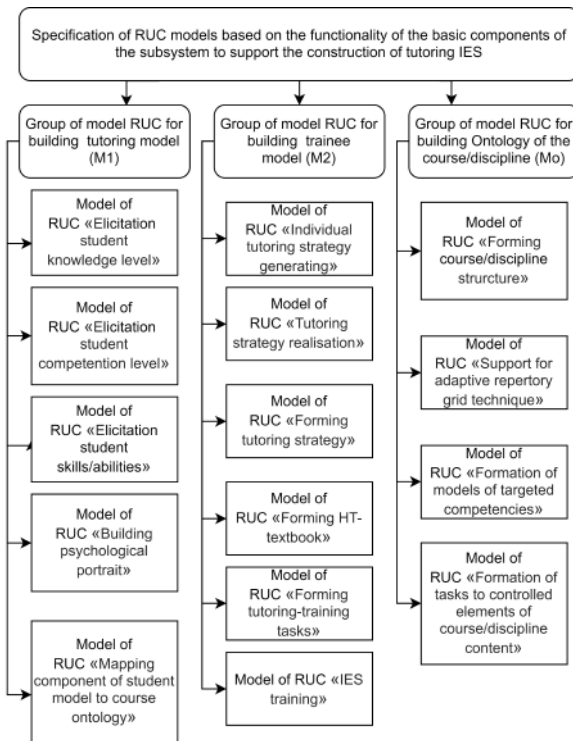 Specification of RUC models based on the functionality of the basic components of
the subsystem to support the construction of tutoring IES
Group of model RUC for
building tutoring model
(M1)
Model of
RUC «Elicitation
student
knowledge level»
Model of
RUC «Elicitation
student
competention level»
Model of
RUC «Elicitation
student
skills/abilities»
Model of
RUC «Building
psychological
portrait»
Model of
RUC «Mapping
component of student
model to course
ontology»
Group of model RUC for
building trainee
model (M2)
Model of
RUC «Individual
tutoring strategy
generating»
Model of
RUC «Tutoring
strategy realisation»
Model of
RUC «Forming
tutoring strategy»
Model of
RUC «Forming HT-
textbook»
Model of
RUC «Forming
tutoring-training
tasks»
Model of RUC «IES
training»
Group of model RUC for
building Ontology of the
course/discipline (Mo)
Model of
RUC «Forming
course/discipline
strurcture»
Model of
RUC «Support for
adaptive repertory
grid technique»
Model of
RUC «Formation of
models of targeted
competencies»
Model of
RUC «Formation of
tasks to controlled
elements of
course/discipline
content»